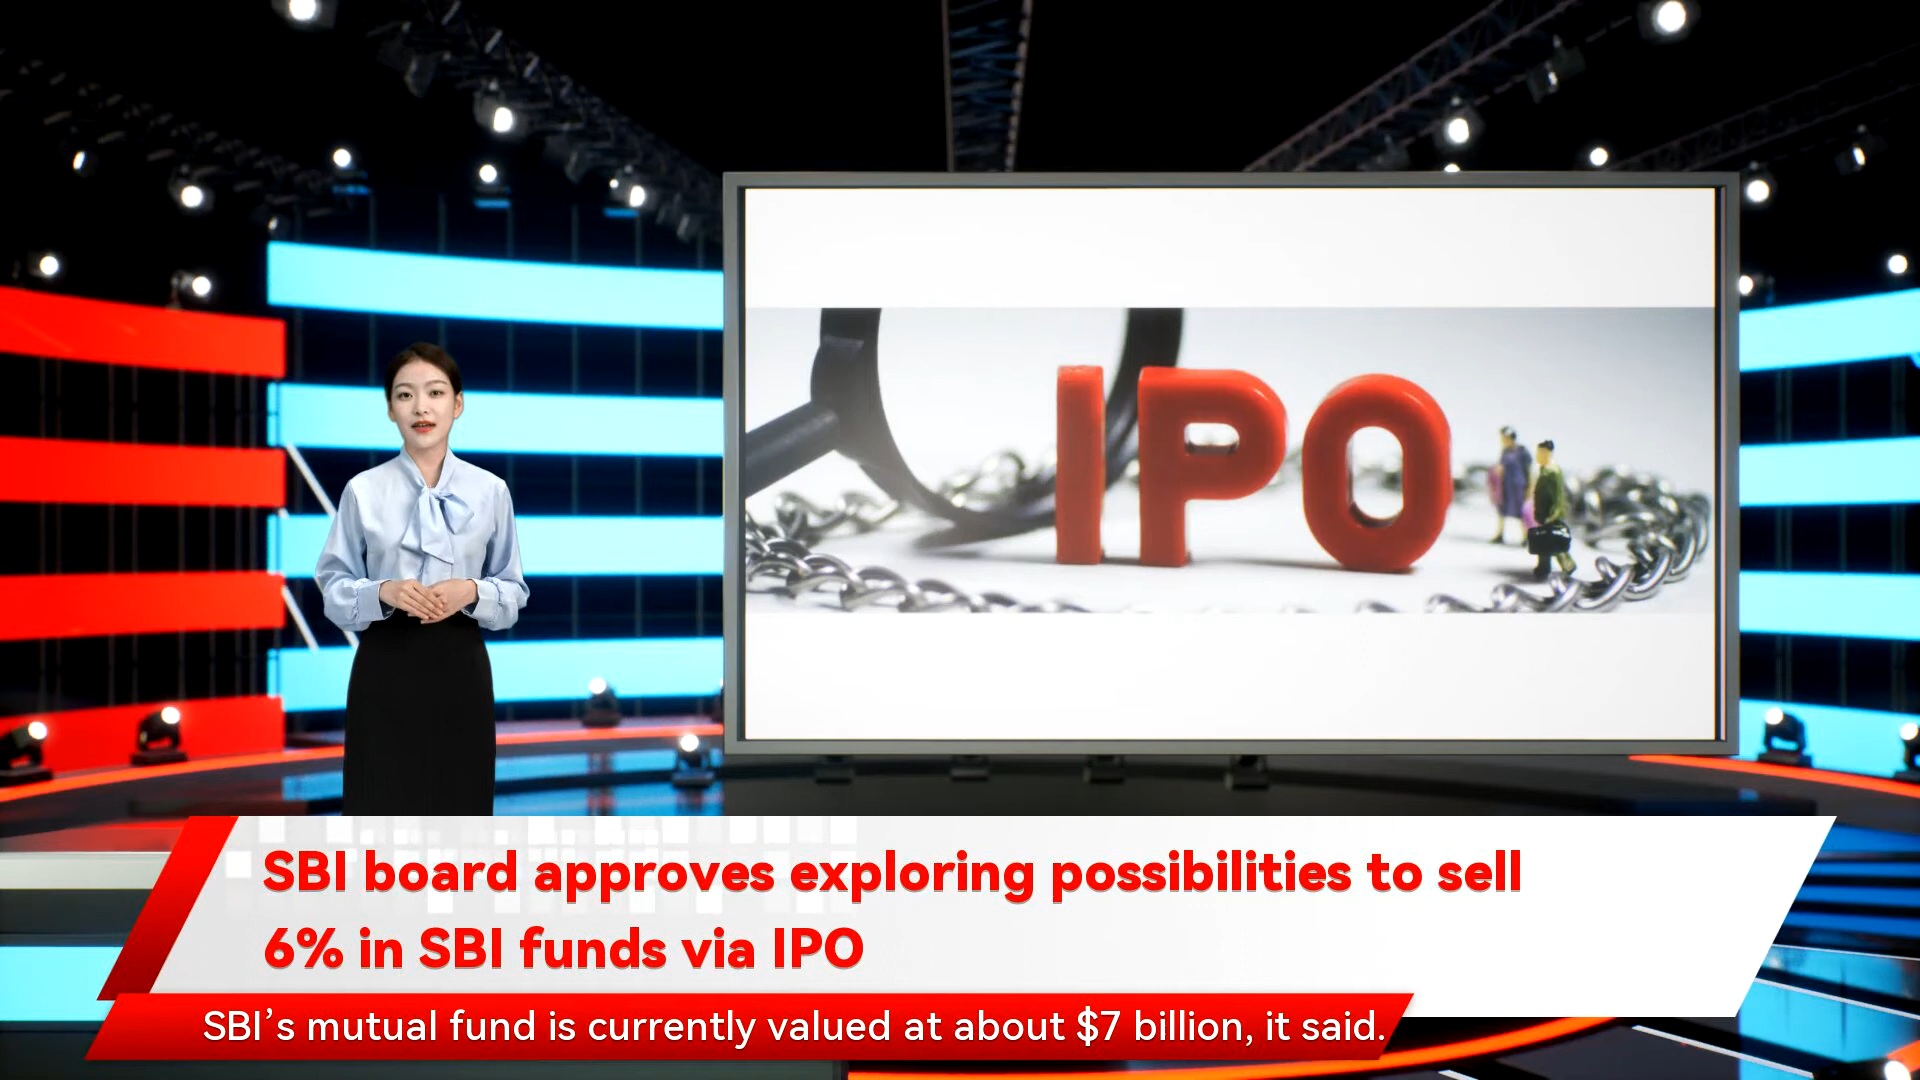 IPO
SBI board approves exploring possibilities to sell
6% in SBI funds via IPO
SBI’s mutual fund is currently valued at about $7 billion, it said.